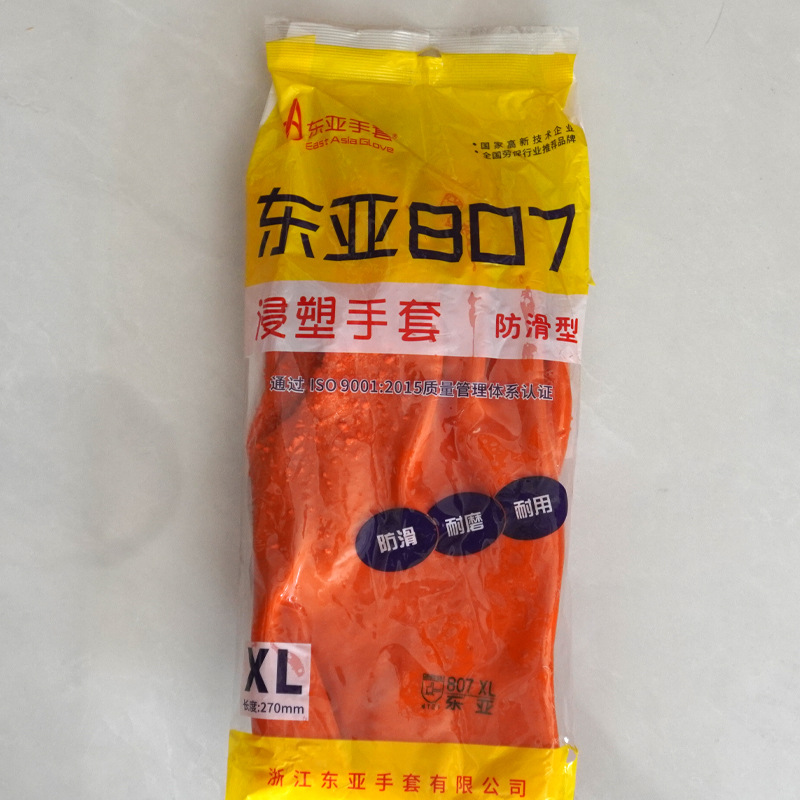 东亚手套®
East Asia Glove
·国家高新技术企业
·全国劳保行业推荐品牌
东亚807
浸塑手套 防滑型
通过 ISO 9001:2015质量管理体系认证
防滑 耐磨 耐用
XL
长度:270mm
807 XL
东亚
浙江东亚手套有限公司